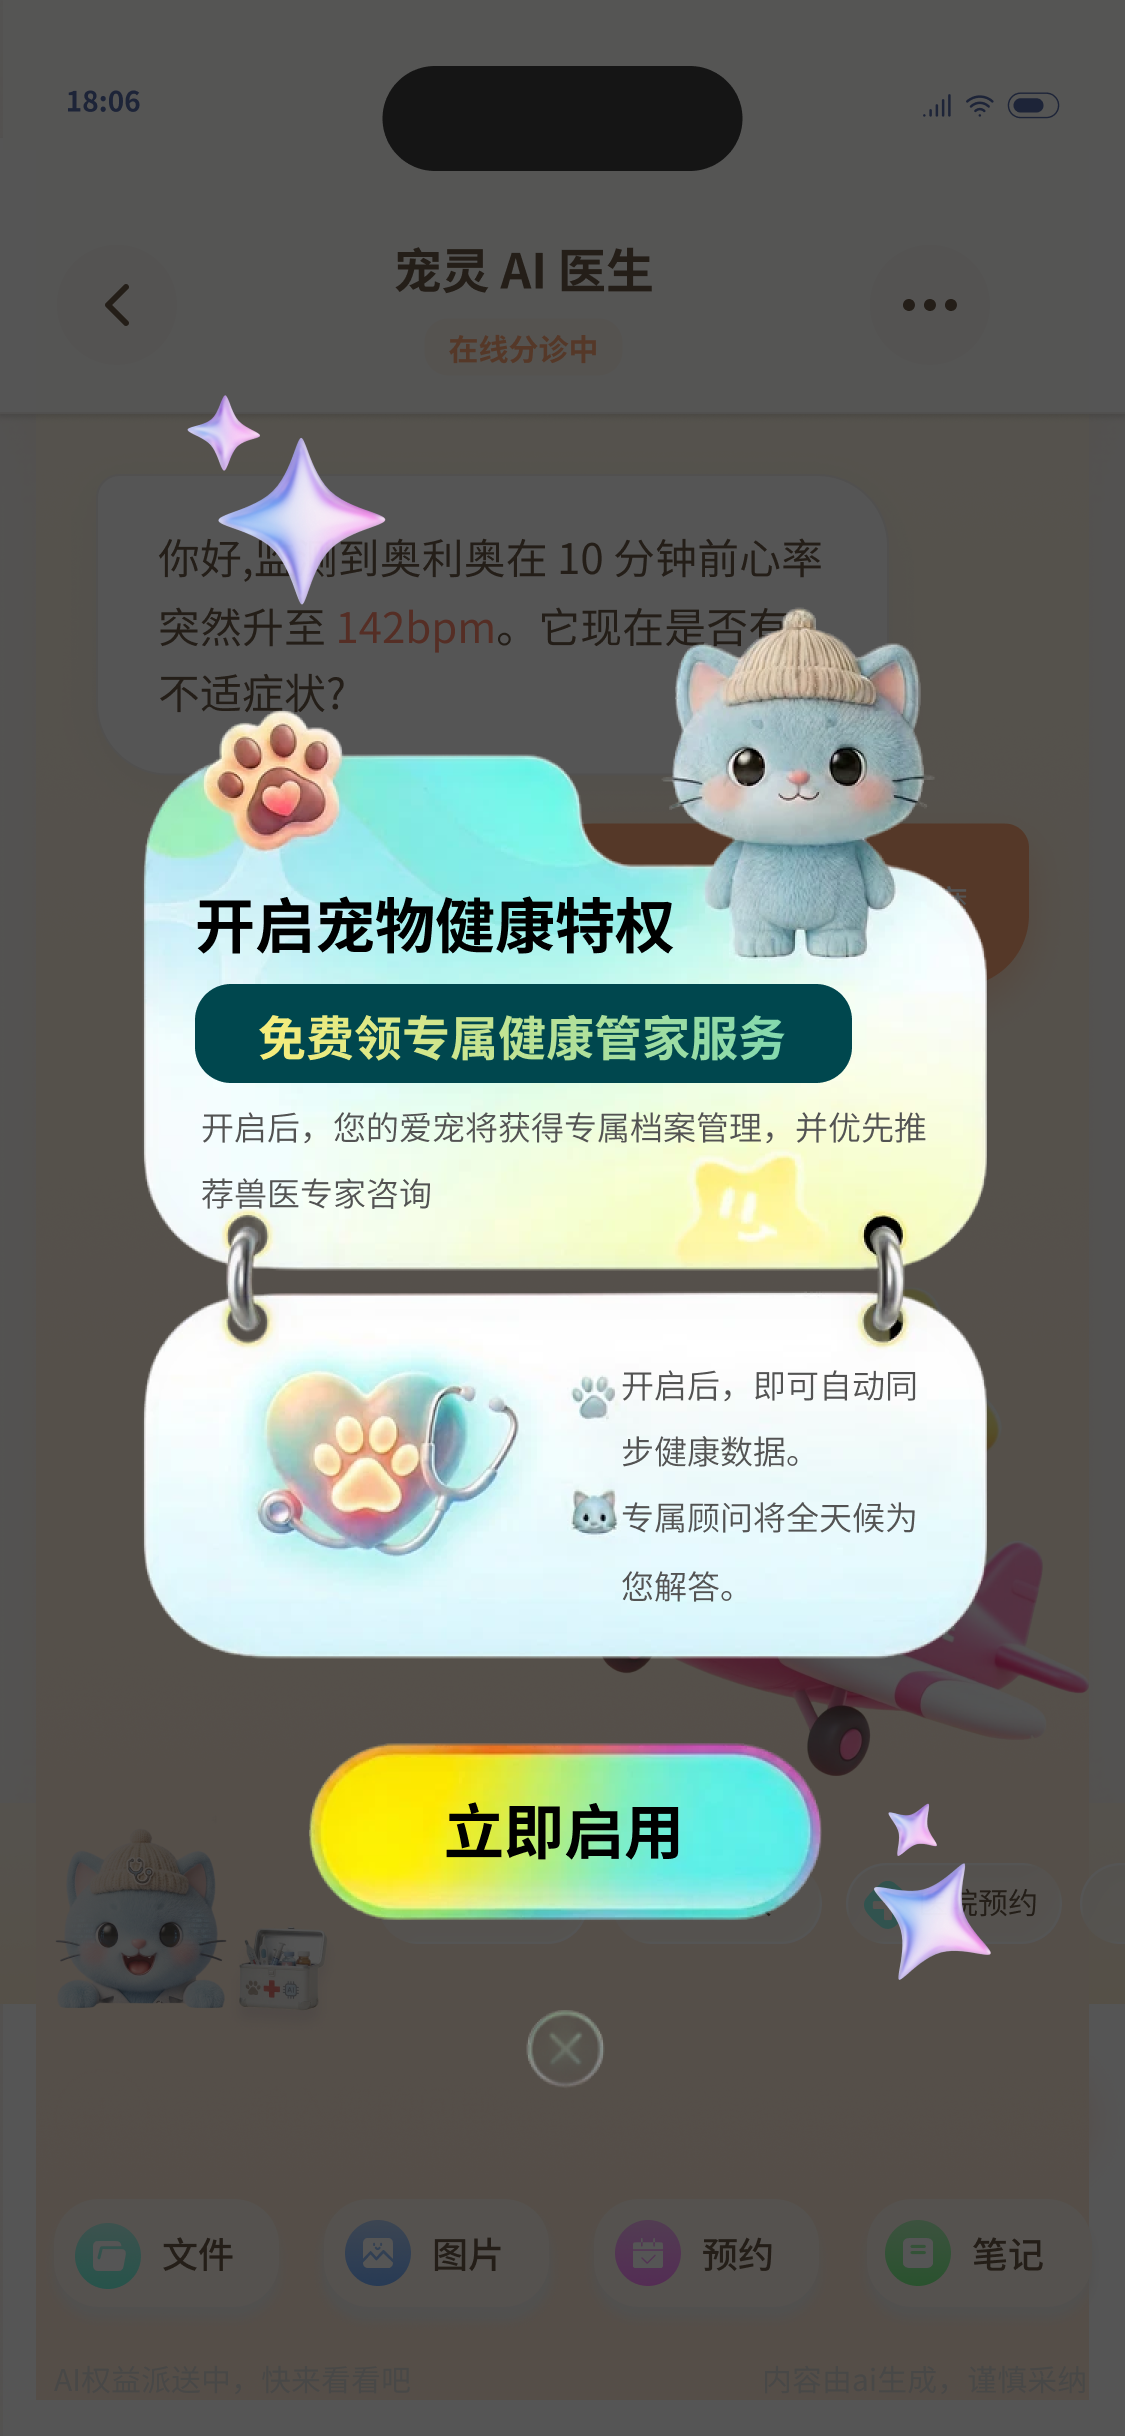 18:06
宠灵 AI 医生
在线分诊中
你好,监测到奥利奥在 10 分钟前心率
突然升至 142bpm。它现在是否有
不适症状?
开启宠物健康特权
免费领专属健康管家服务
开启后，您的爱宠将获得专属档案管理，并优先推
荐兽医专家咨询
开启后，即可自动同
步健康数据。
专属顾问将全天候为
您解答。
立即启用
院预约
文件
图片
预约
笔记
AI权益派送中，快来看看吧
内容由ai生成，谨慎采纳